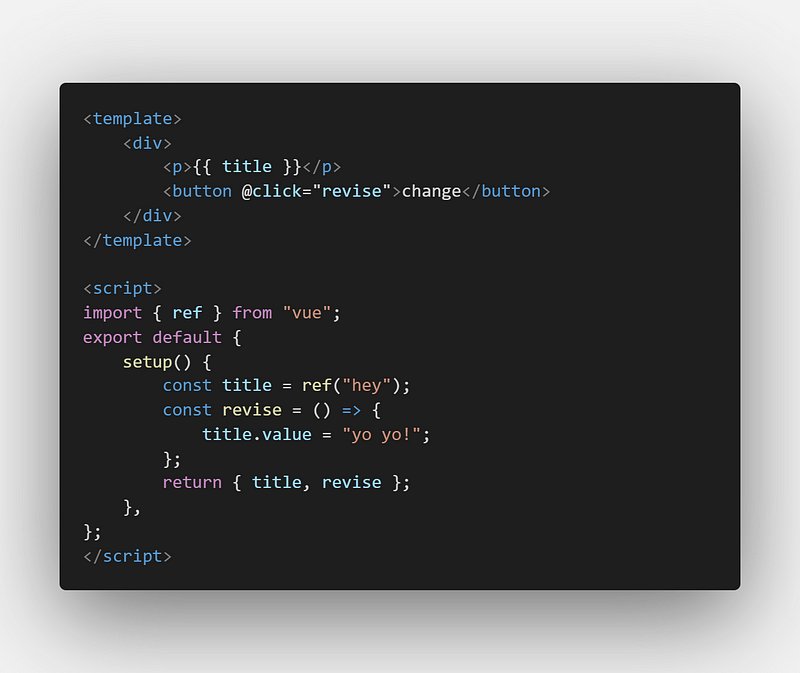 <template>
    <div>
        <p>{{ title }}</p>
        <button @click="revise">change</button>
    </div>
</template>

<script>
import { ref } from "vue";
export default {
    setup() {
        const title = ref("hey");
        const revise = () => {
            title.value = "yo yo!";
        };
        return { title, revise };
    },
};
</script>